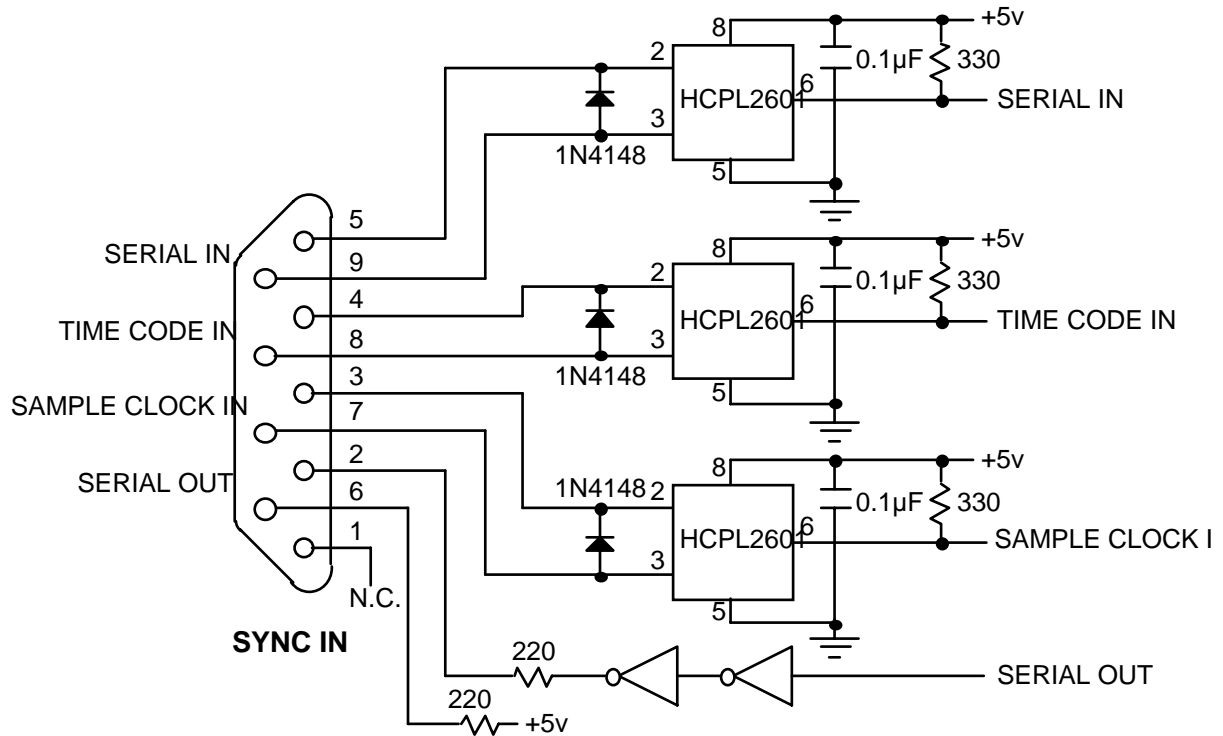 8
+5v
2
0.1µF
330
HCPL2601
6
SERIAL IN
3
1N4148
5
5
SERIAL IN
9
8
+5v
4
2
0.1µF
330
HCPL2601
6
TIME CODE IN
TIME CODE IN
8
3
1N4148
5
3
SAMPLE CLOCK IN
7
2
8
+5v
SERIAL OUT
1N4148
2
0.1µF
330
6
HCPL2601
6
SAMPLE CLOCK I
1
3
N.C.
5
SYNC IN
220
SERIAL OUT
220
+5v